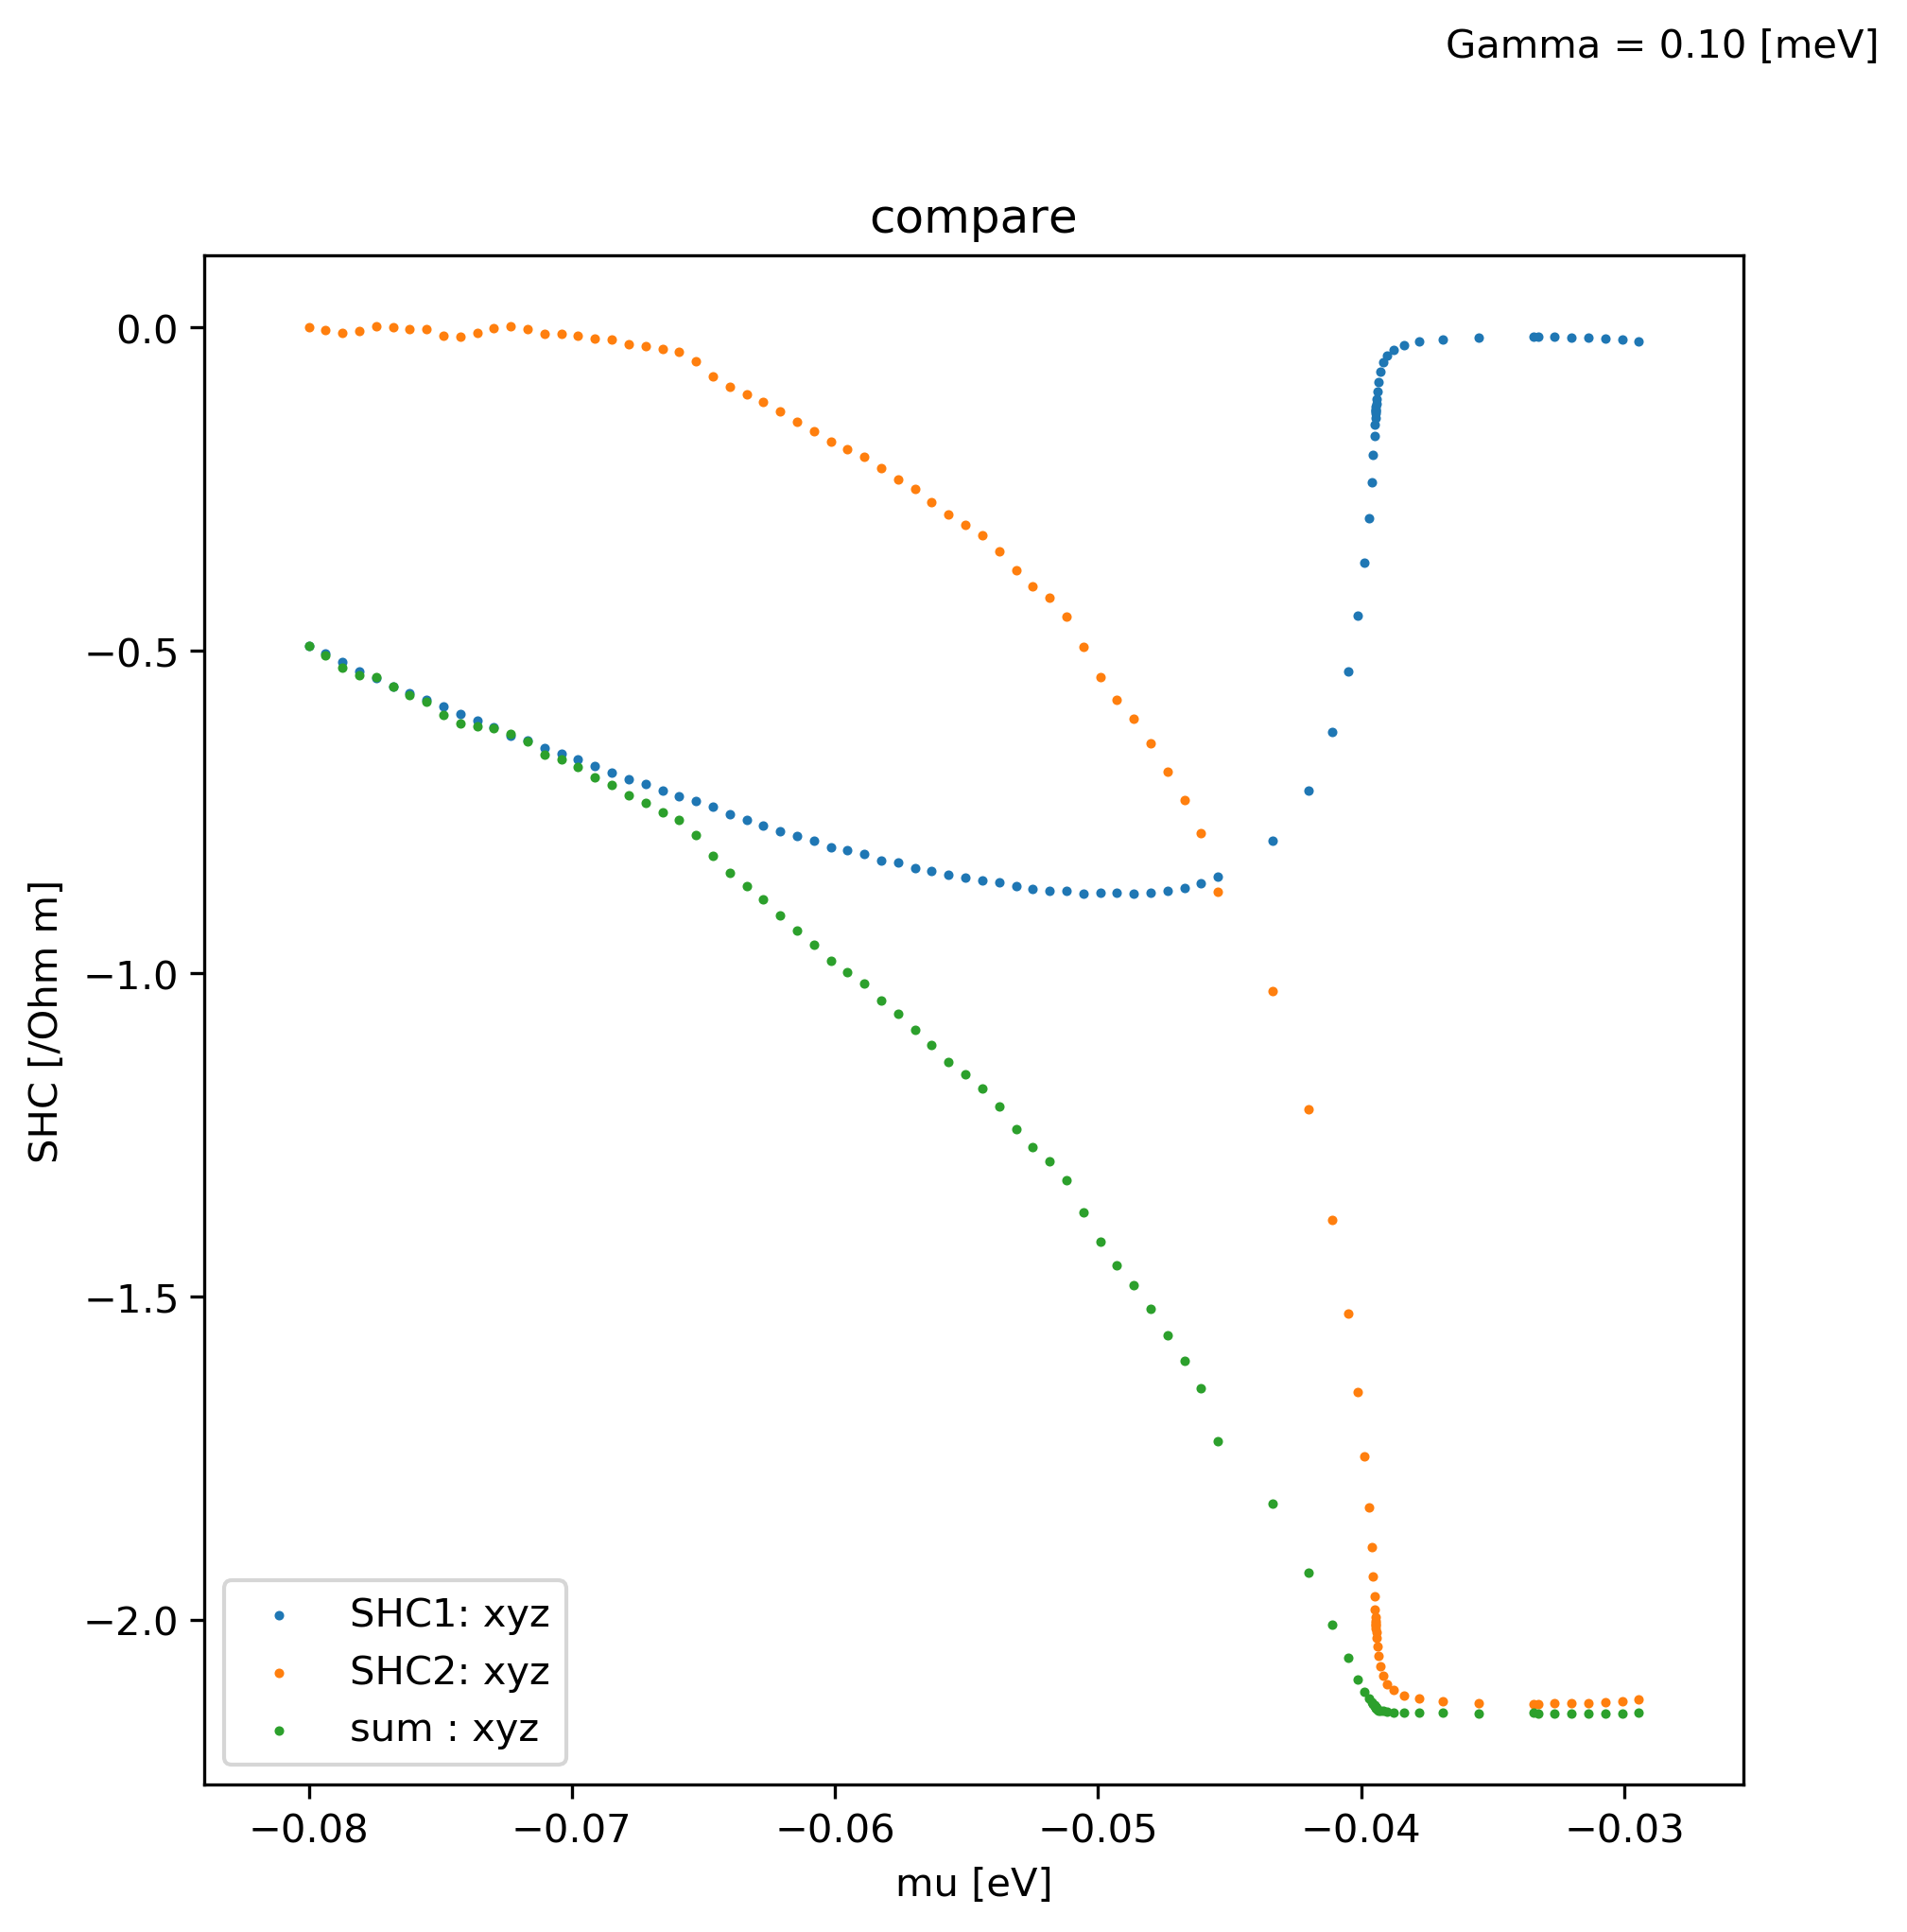 Gamma = 0.10 [meV]
compare
0.0
−0.5
−1.0
−1.5
−2.0
SHC [/Ohm m]
SHC1: xyz
SHC2: xyz
sum : xyz
−0.08 −0.07 −0.06 −0.05 −0.04 −0.03
mu [eV]